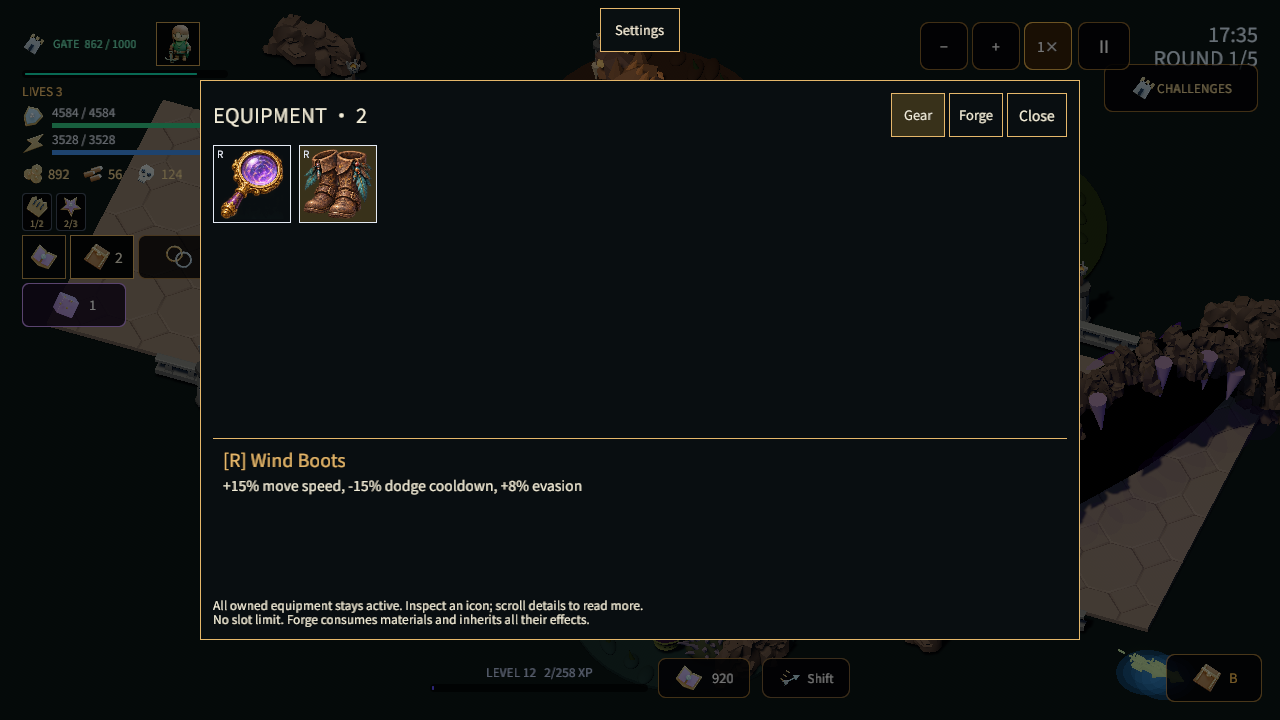 Settings
GATE 862 / 1000
LIVES 3
4584 / 4584
3528 / 3528
892
56
124
1/2
2/3
2
1
1×
17:35
ROUND 1/5
CHALLENGES
EQUIPMENT • 2
Gear
Forge
Close
R
R
[R] Wind Boots
+15% move speed, -15% dodge cooldown, +8% evasion
All owned equipment stays active. Inspect an icon; scroll details to read more.
No slot limit. Forge consumes materials and inherits all their effects.
LEVEL 12 2/258 XP
920
Shift
B